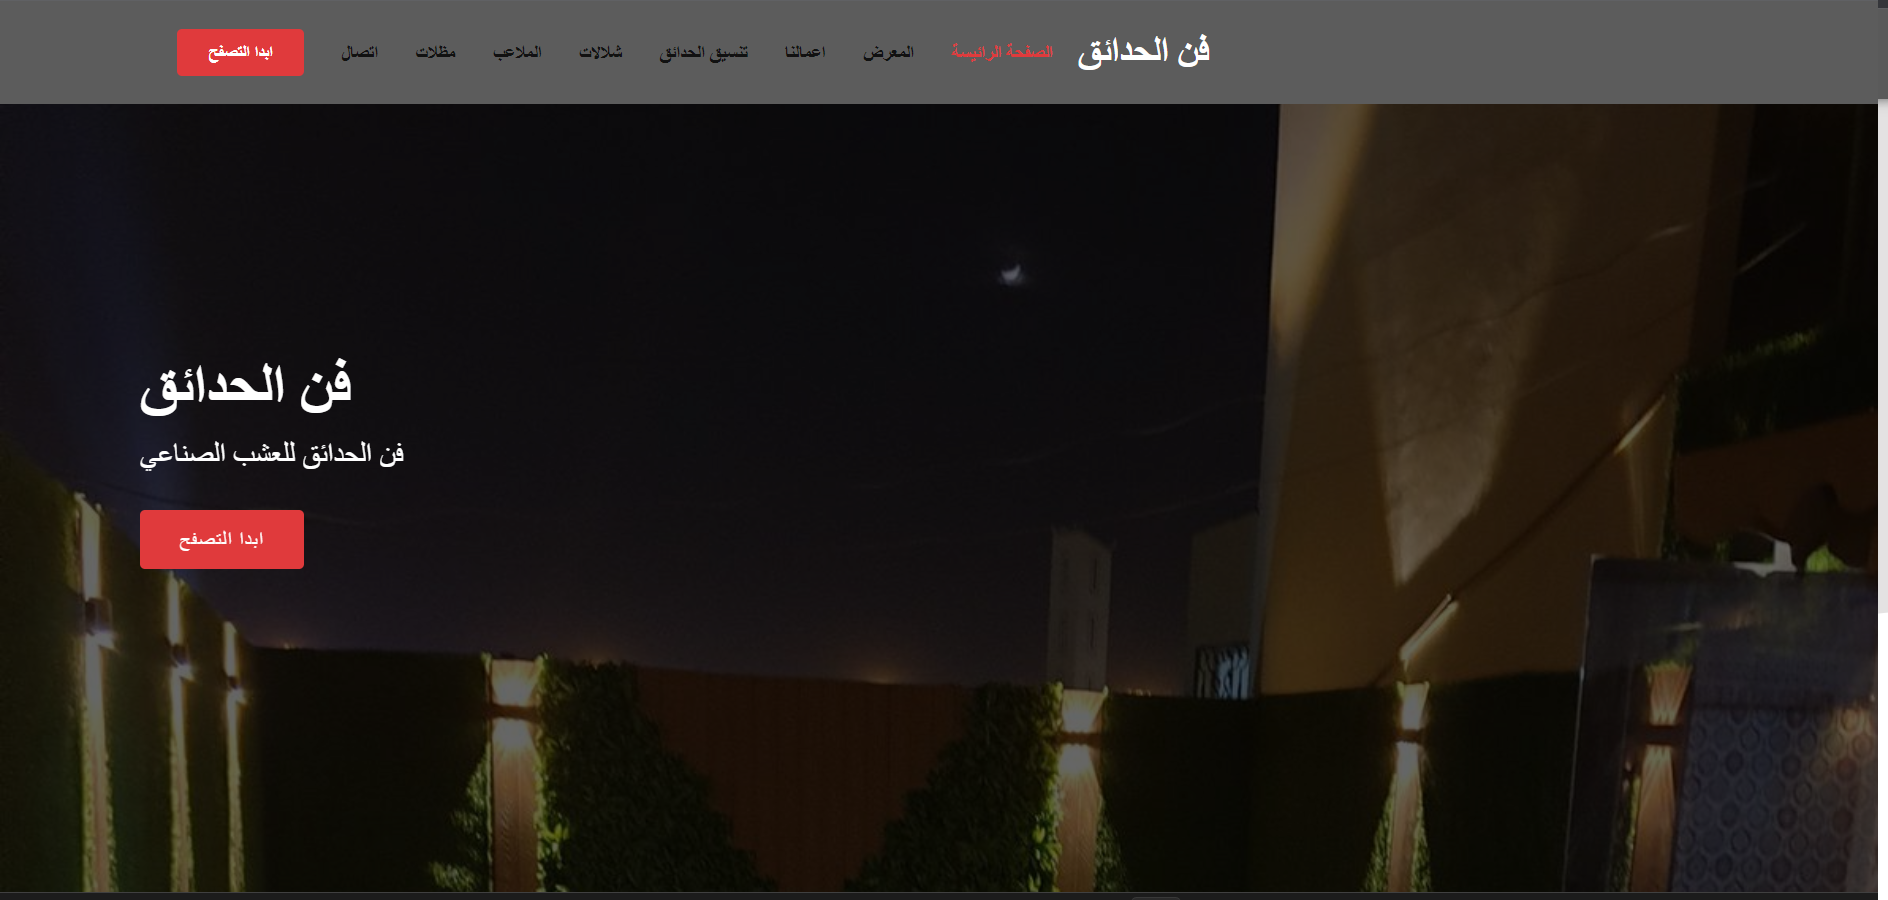 فن الحدائق
الصفحة الرائيسة
المعرض
اعمالنا
تنسيق الحدائق
شلالات
الملاعب
مظلات
اتصال
ابدا التصفح
فن الحدائق
فن الحدائق للعشب الصناعي
ابدا التصفح